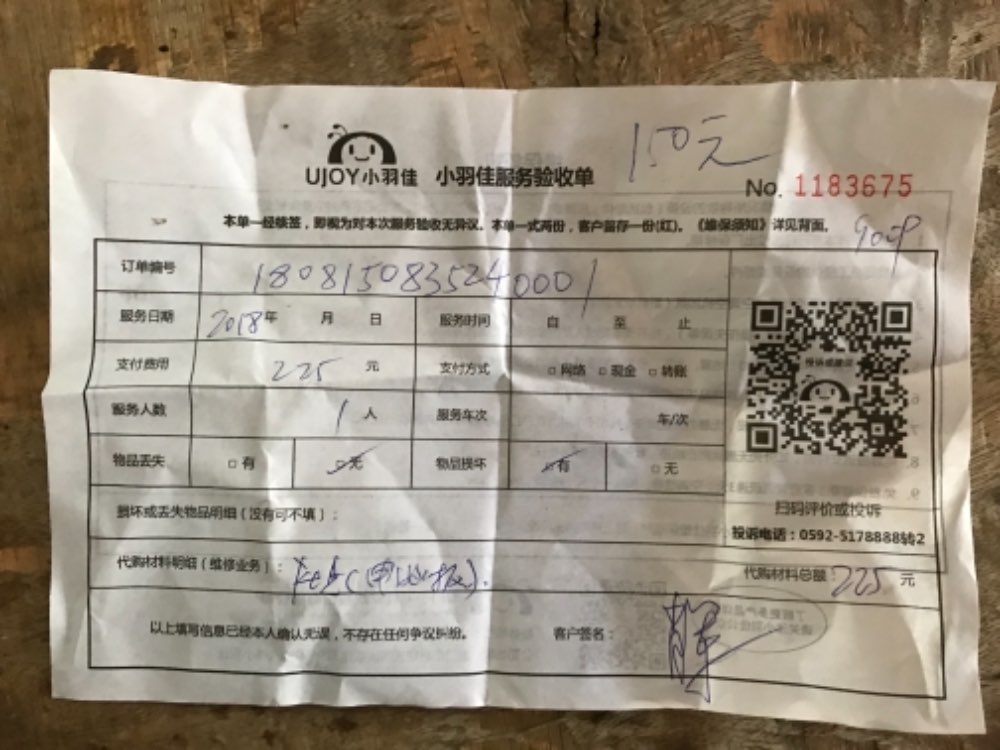 150元
UJOY小羽佳 小羽佳服务验收单
No. 1183675
本单一经续签，即视为对本次服务验收无异议。本单一式两份，客户留存一份(红)。《维保须知》详见背面。
订单编号 1808150835240001
服务日期 2018年 月 日 服务时间 自 至 止
支付费用 225 元 支付方式 □网络 □现金 □转账
服务人数 1 人 服务车次 车/次
物品丢失 □有 □无 物品损坏 □有 □无
投诉或建议
扫码评价或投诉
投诉电话：0592-5178888转2
损坏或丢失物品明细（没有可不填）：
代购材料明细（维修业务）： 代购材料总额：225 元
以上填写信息已经本人确认无误，不存在任何争议纠纷。 客户签名：